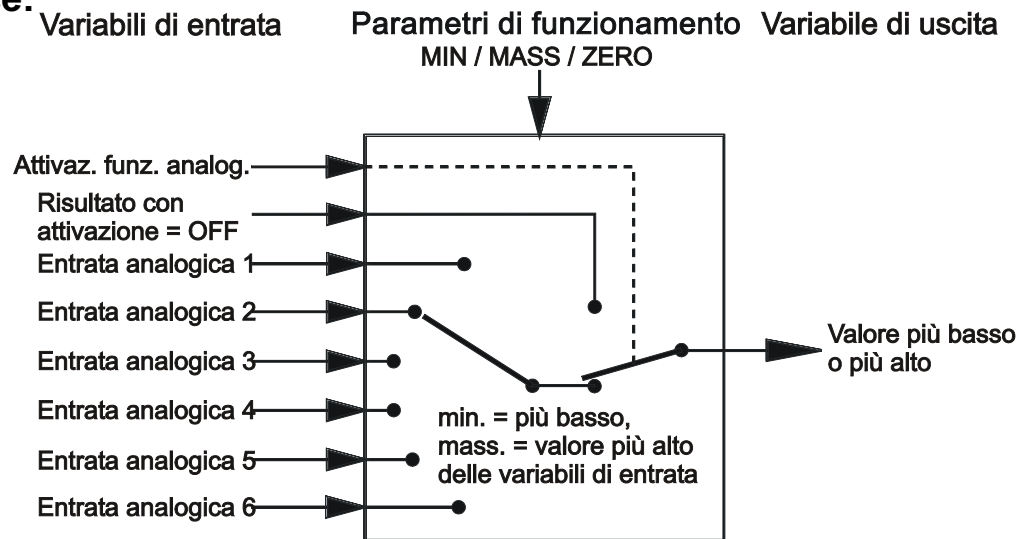 e:
Variabili di entrata
Parametri di funzionamento
Variabile di uscita
MIN / MASS / ZERO
Attivaz. funz. analog.
Risultato con
attivazione = OFF
Entrata analogica 1
Entrata analogica 2
Entrata analogica 3
Entrata analogica 4
Entrata analogica 5
Entrata analogica 6
min. = più basso,
mass. = valore più alto
delle variabili di entrata
Valore più basso
o più alto